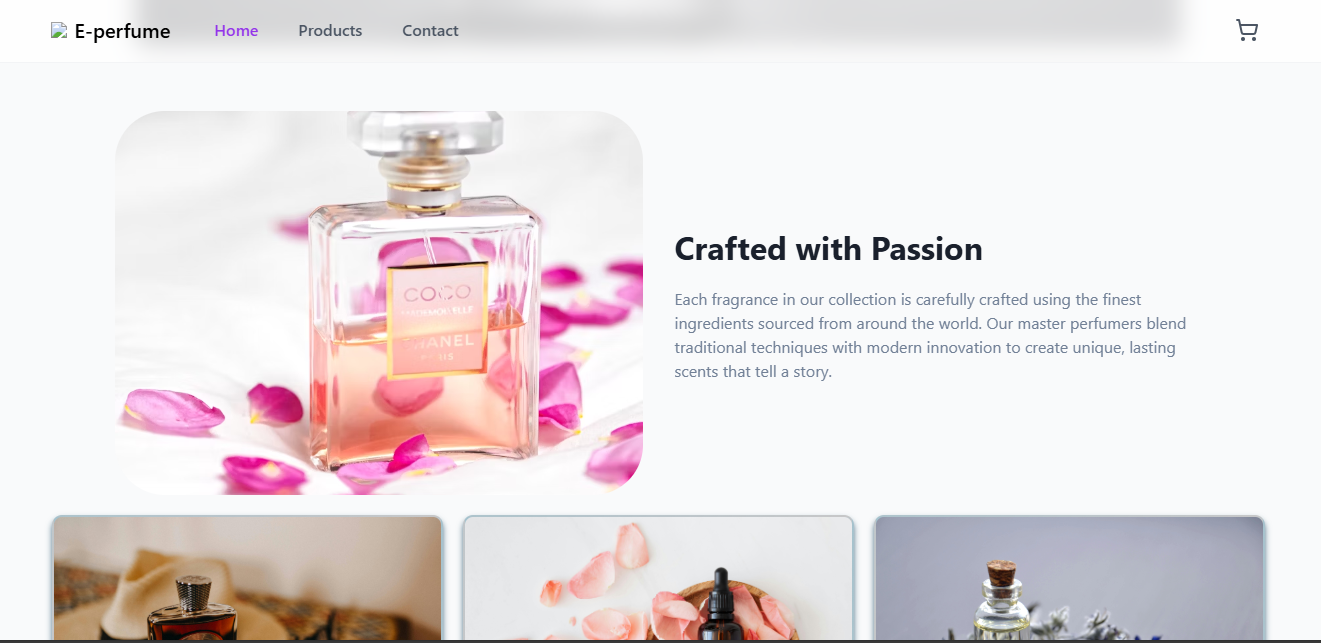 E-perfume
Home
Products
Contact
COCO
MADEMOISELLE
CHANEL
PARIS
Crafted with Passion
Each fragrance in our collection is carefully crafted using the finest
ingredients sourced from around the world. Our master perfumers blend
traditional techniques with modern innovation to create unique, lasting
scents that tell a story.